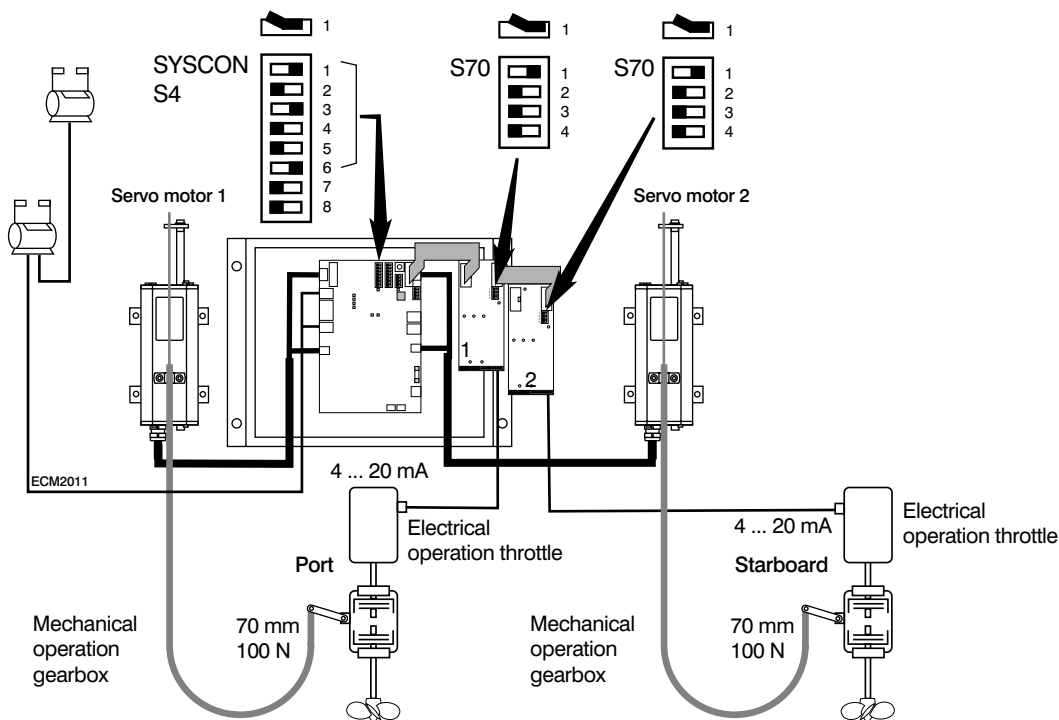 1
SYSCON
S4
1
2
3
4
5
6
7
8
1
S70
1
2
3
4
1
S70
1
2
3
4
Servo motor 1
Servo motor 2
1
2
ECM2011
4 ... 20 mA
Electrical
operation throttle
Port
Mechanical
operation
gearbox
70 mm
100 N
4 ... 20 mA
Electrical
operation throttle
Starboard
Mechanical
operation
gearbox
70 mm
100 N